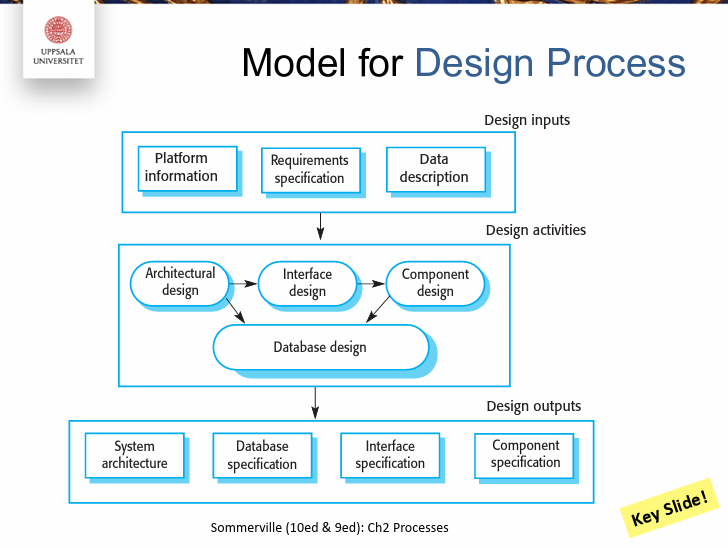 UPPSALA
UNIVERSITET
Model for Design Process
Design inputs
Platform
information
Requirements
specification
Data
description
Design activities
Architectural
design
Interface
design
Component
design
Database design
Design outputs
System
architecture
Database
specification
Interface
specification
Component
specification
Key Slide!
Sommerville (10ed & 9ed): Ch2 Processes